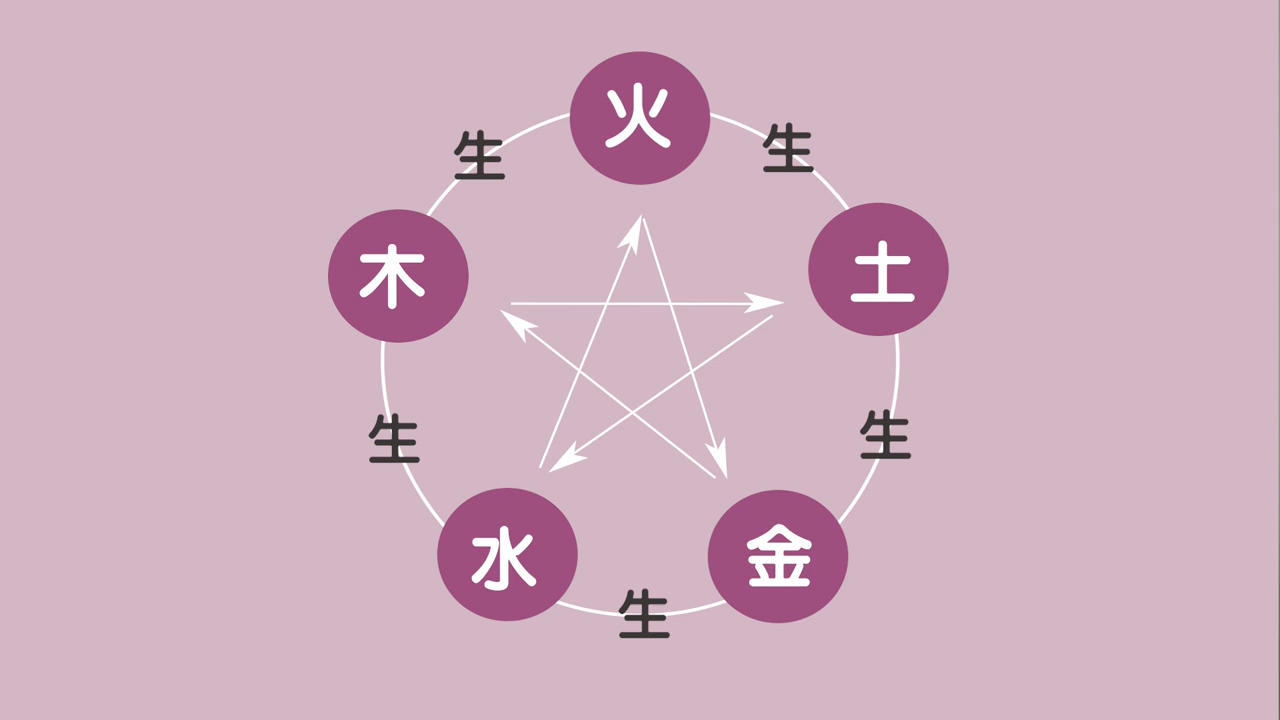 火
生
生
木
土
生
生
水
金
生